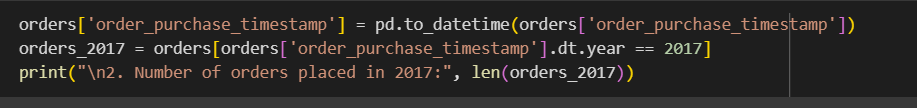 orders['order_purchase_timestamp'] = pd.to_datetime(orders['order_purchase_timestamp'])
orders_2017 = orders[orders['order_purchase_timestamp'].dt.year == 2017]
print("\n2. Number of orders placed in 2017:", len(orders_2017))